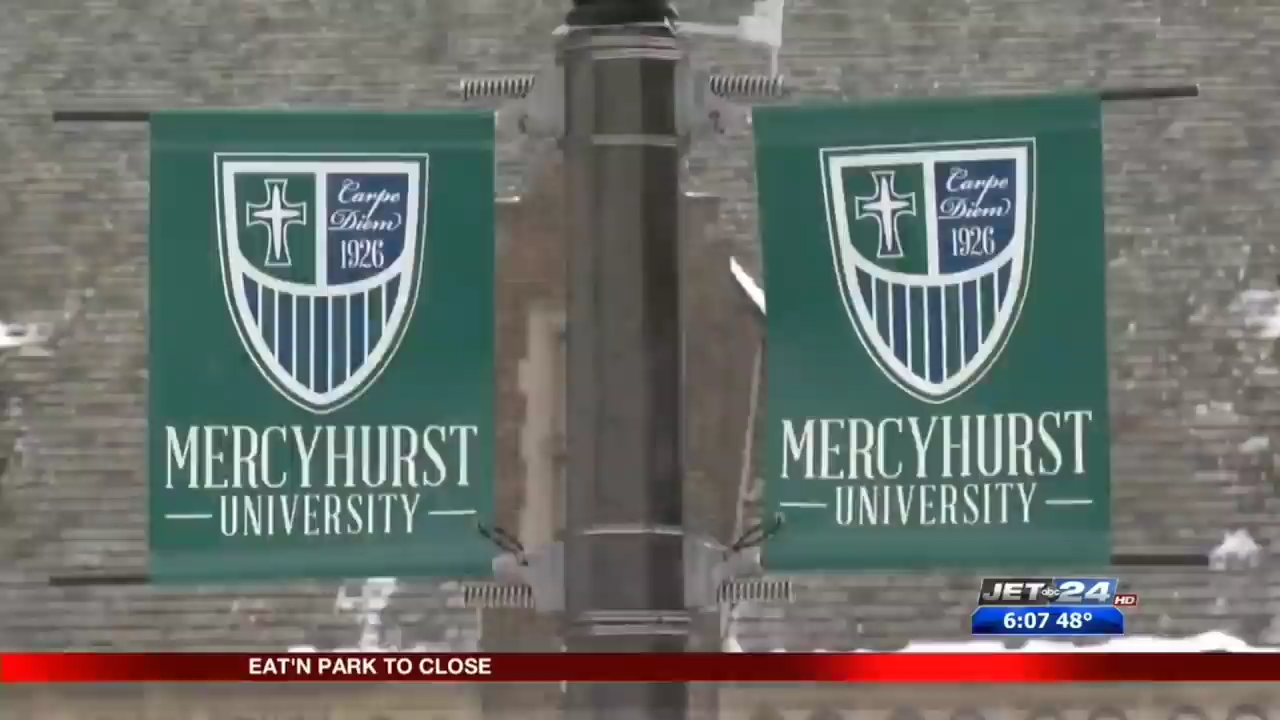 Carpe
Diem
1926
MERCYHURST
UNIVERSITY
Carpe
Diem
1926
MERCYHURST
UNIVERSITY
JET abc 24 HD
6:07 48°
EAT'N PARK TO CLOSE